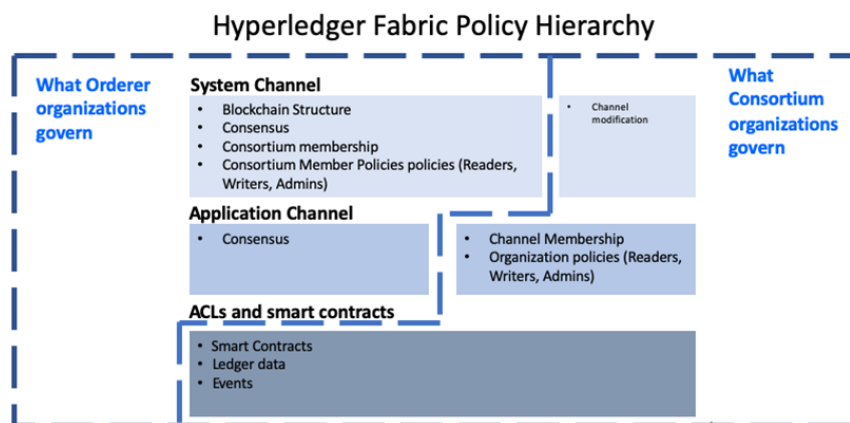 Hyperledger Fabric Policy Hierarchy
What Orderer
organizations
govern
System Channel
• Blockchain Structure
• Consensus
• Consortium membership
• Consortium Member Policies policies (Readers,
Writers, Admins)
• Channel
modification
What
Consortium
organizations
govern
Application Channel
• Consensus
• Channel Membership
• Organization policies (Readers,
Writers, Admins)
ACLs and smart contracts
• Smart Contracts
• Ledger data
• Events